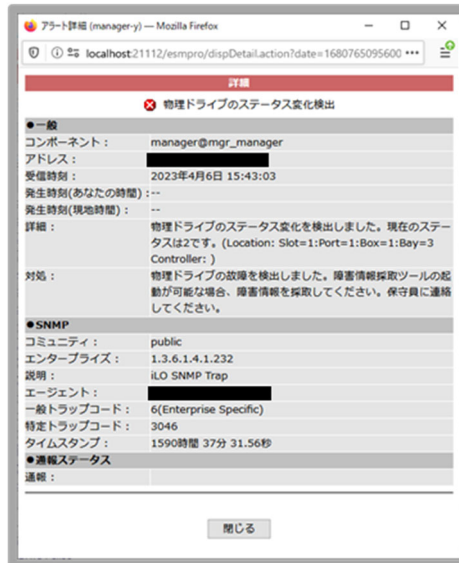 アラート詳細 (manager-y) — Mozilla Firefox
localhost:21112/esmpro/dispDetail.action?date=1680765095600 •••
詳細
物理ドライブのステータス変化検出
●一般
コンポーネント： manager@mgr_manager
アドレス：
受信時刻： 2023年4月6日 15:43:03
発生時刻(あなたの時間)：--
発生時刻(現地時間)： --
詳細： 物理ドライブのステータス変化を検出しました。現在のステー
タスは2です。(Location: Slot=1:Port=1:Box=1:Bay=3
Controller: )
対処： 物理ドライブの故障を検出しました。障害情報採取ツールの起
動が可能な場合、障害情報を採取してください。保守員に連絡
してください。
●SNMP
コミュニティ： public
エンタープライズ： 1.3.6.1.4.1.232
説明： iLO SNMP Trap
エージェント：
一般トラップコード： 6(Enterprise Specific)
特定トラップコード： 3046
タイムスタンプ： 1590時間 37分 31.56秒
●通報ステータス
通報：
閉じる